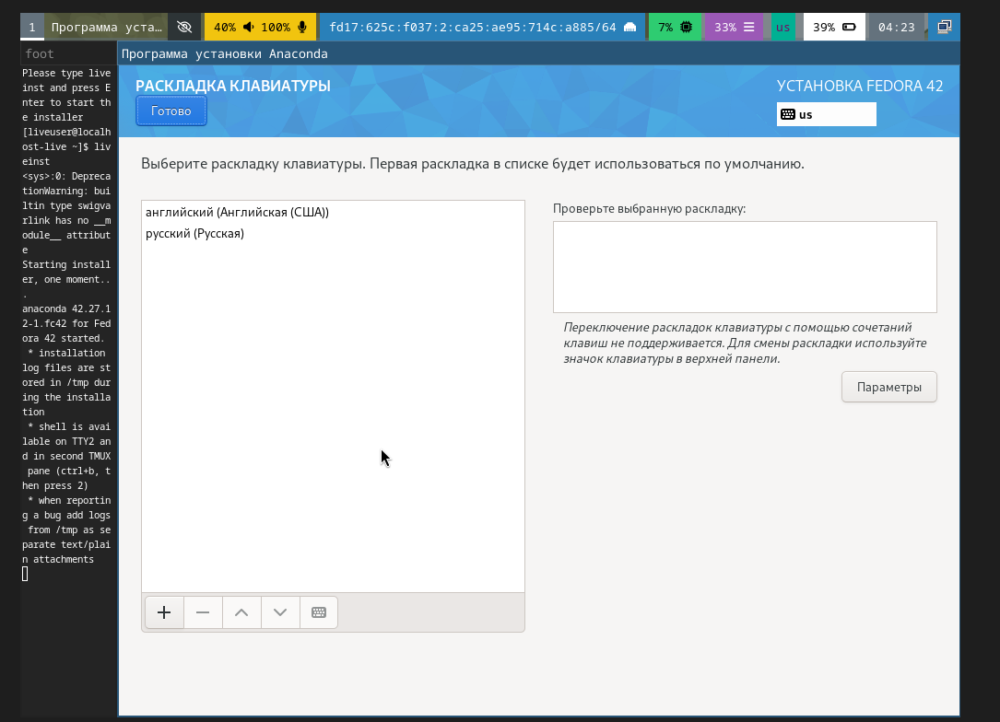 1 Программа уста… 40% 100% fd17:625c:f037:2:ca25:ae95:714c:a885/64 7% 33% us 39% 04:23
foot
Please type live
inst and press E
nter to start th
e installer
[liveuser@localh
ost-live ~]$ liv
einst
<sys>:0: Depreca
tionWarning: bui
ltin type swigva
rlink has no __m
odule__ attribut
e
Starting install
er, one moment..
.
anaconda 42.27.1
2-1.fc42 for Fed
ora 42 started.
* installation
log files are st
ored in /tmp dur
ing the installa
tion
* shell is avai
lable on TTY2 an
d in second TMUX
pane (ctrl+b, t
hen press 2)
* when reportin
g a bug add logs
from /tmp as se
parate text/plai
n attachments
Программа установки Anaconda
РАСКЛАДКА КЛАВИАТУРЫ
Готово
УСТАНОВКА FEDORA 42
us
Выберите раскладку клавиатуры. Первая раскладка в списке будет использоваться по умолчанию.
английский (Английская (США))
русский (Русская)
Проверьте выбранную раскладку:
Переключение раскладок клавиатуры с помощью сочетаний
клавиш не поддерживается. Для смены раскладки используйте
значок клавиатуры в верхней панели.
Параметры